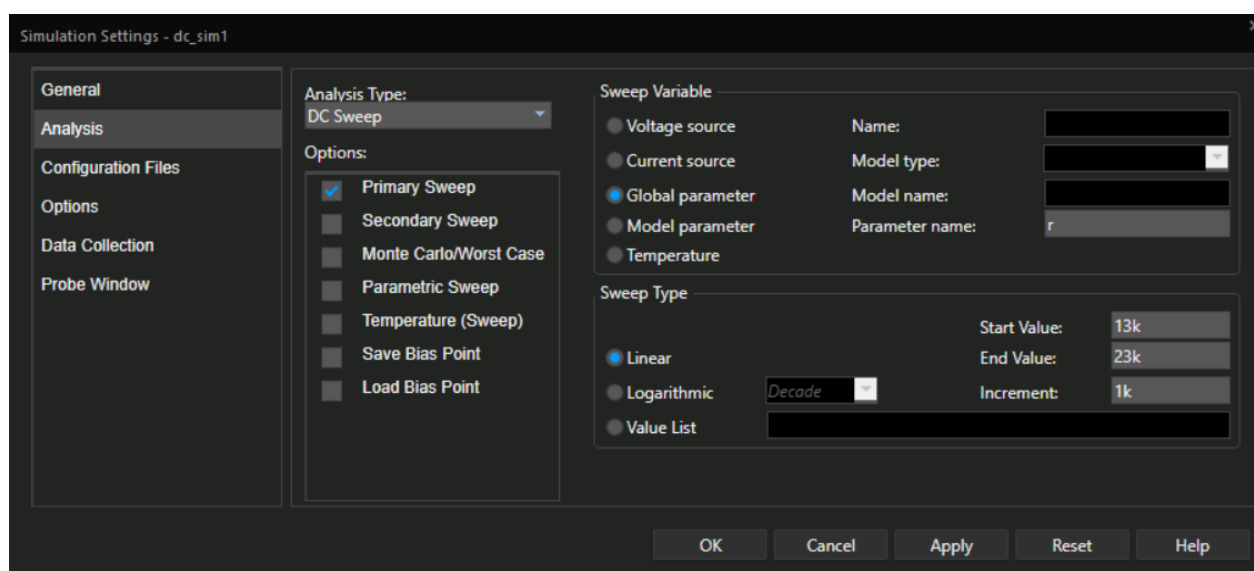 Simulation Settings - dc_sim1
General
Analysis
Configuration Files
Options
Data Collection
Probe Window
Analysis Type:
DC Sweep
Options:
Primary Sweep
Secondary Sweep
Monte Carlo/Worst Case
Parametric Sweep
Temperature (Sweep)
Save Bias Point
Load Bias Point
Sweep Variable
Voltage source
Name:
Current source
Model type:
Global parameter
Model name:
Model parameter
Parameter name: r
Temperature
Sweep Type
Start Value: 13k
Linear
End Value: 23k
Logarithmic Decade
Increment: 1k
Value List
OK Cancel Apply Reset Help